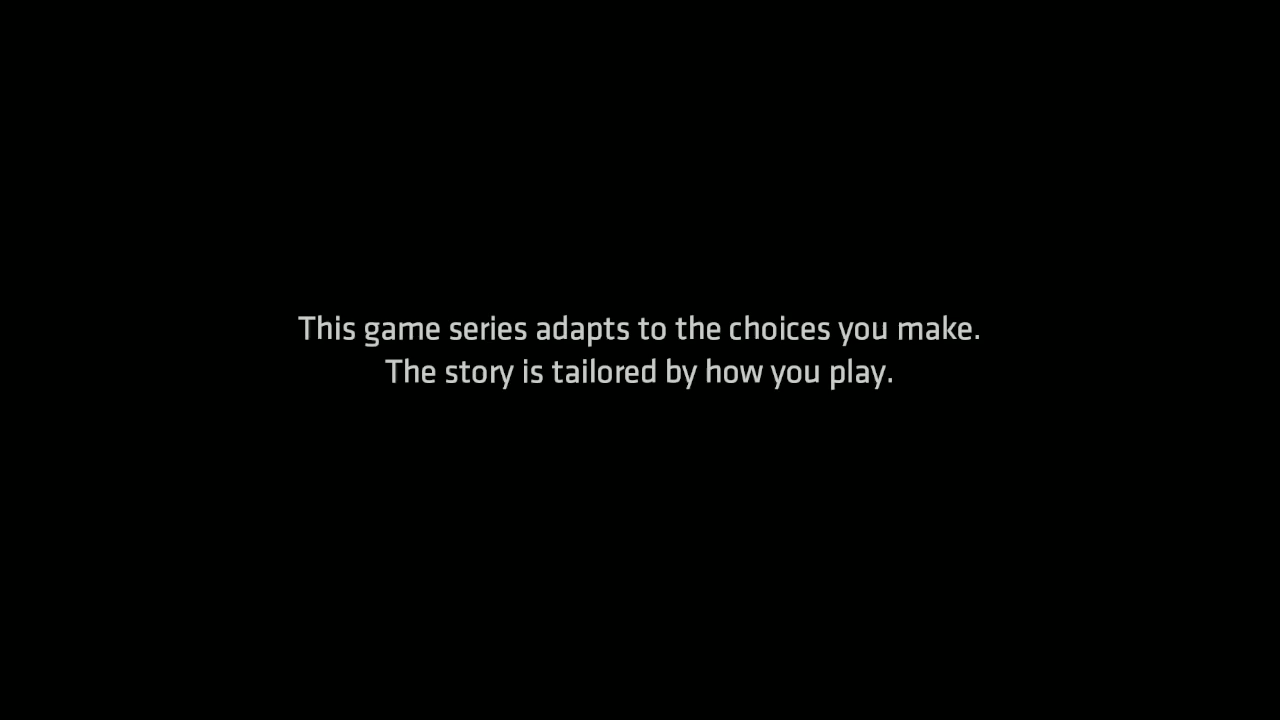 This game series adapts to the choices you make.
The story is tailored by how you play.